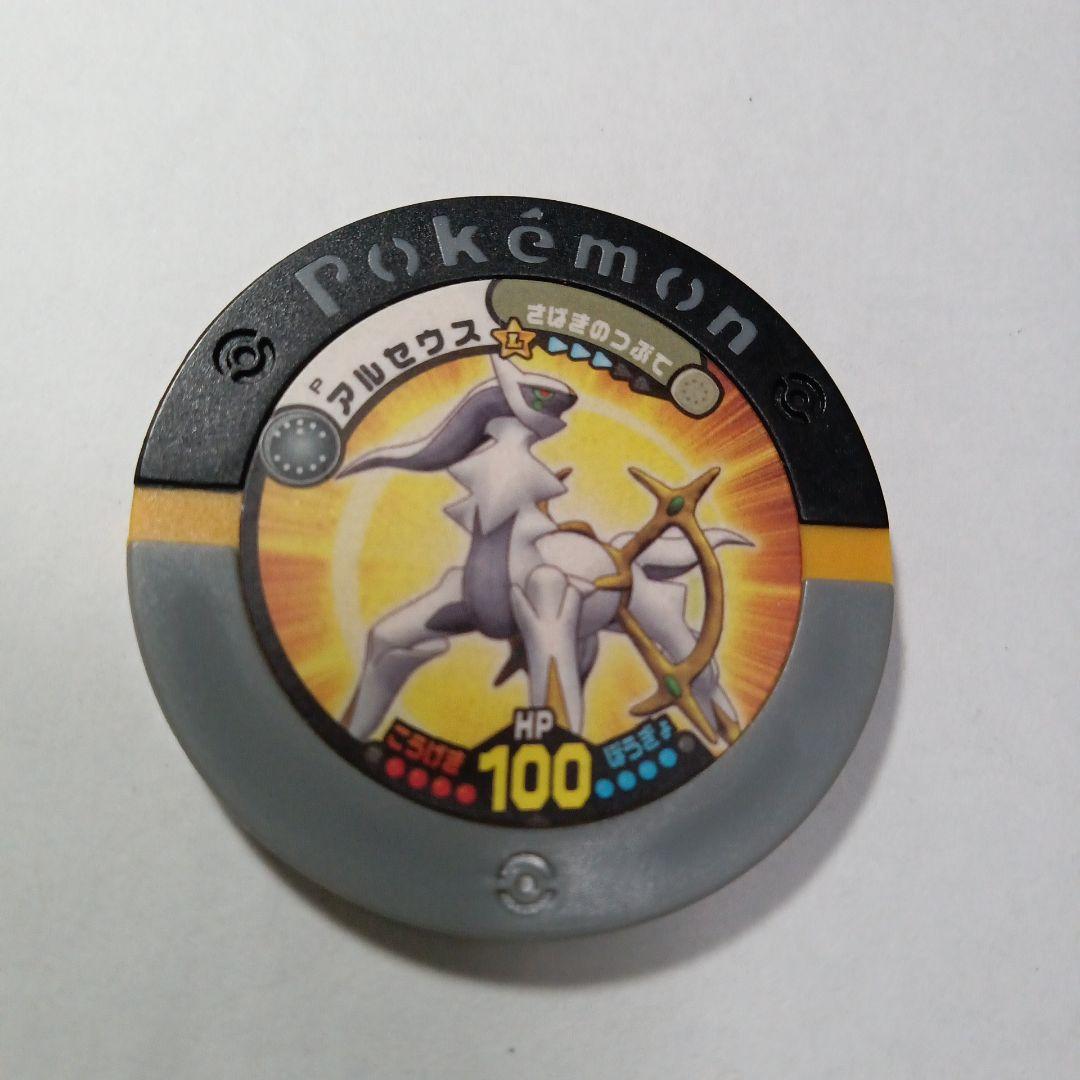 Pokémon
P
アルセウス
L
さばきのつぶて
こうげき
HP
100
ぼうぎょ